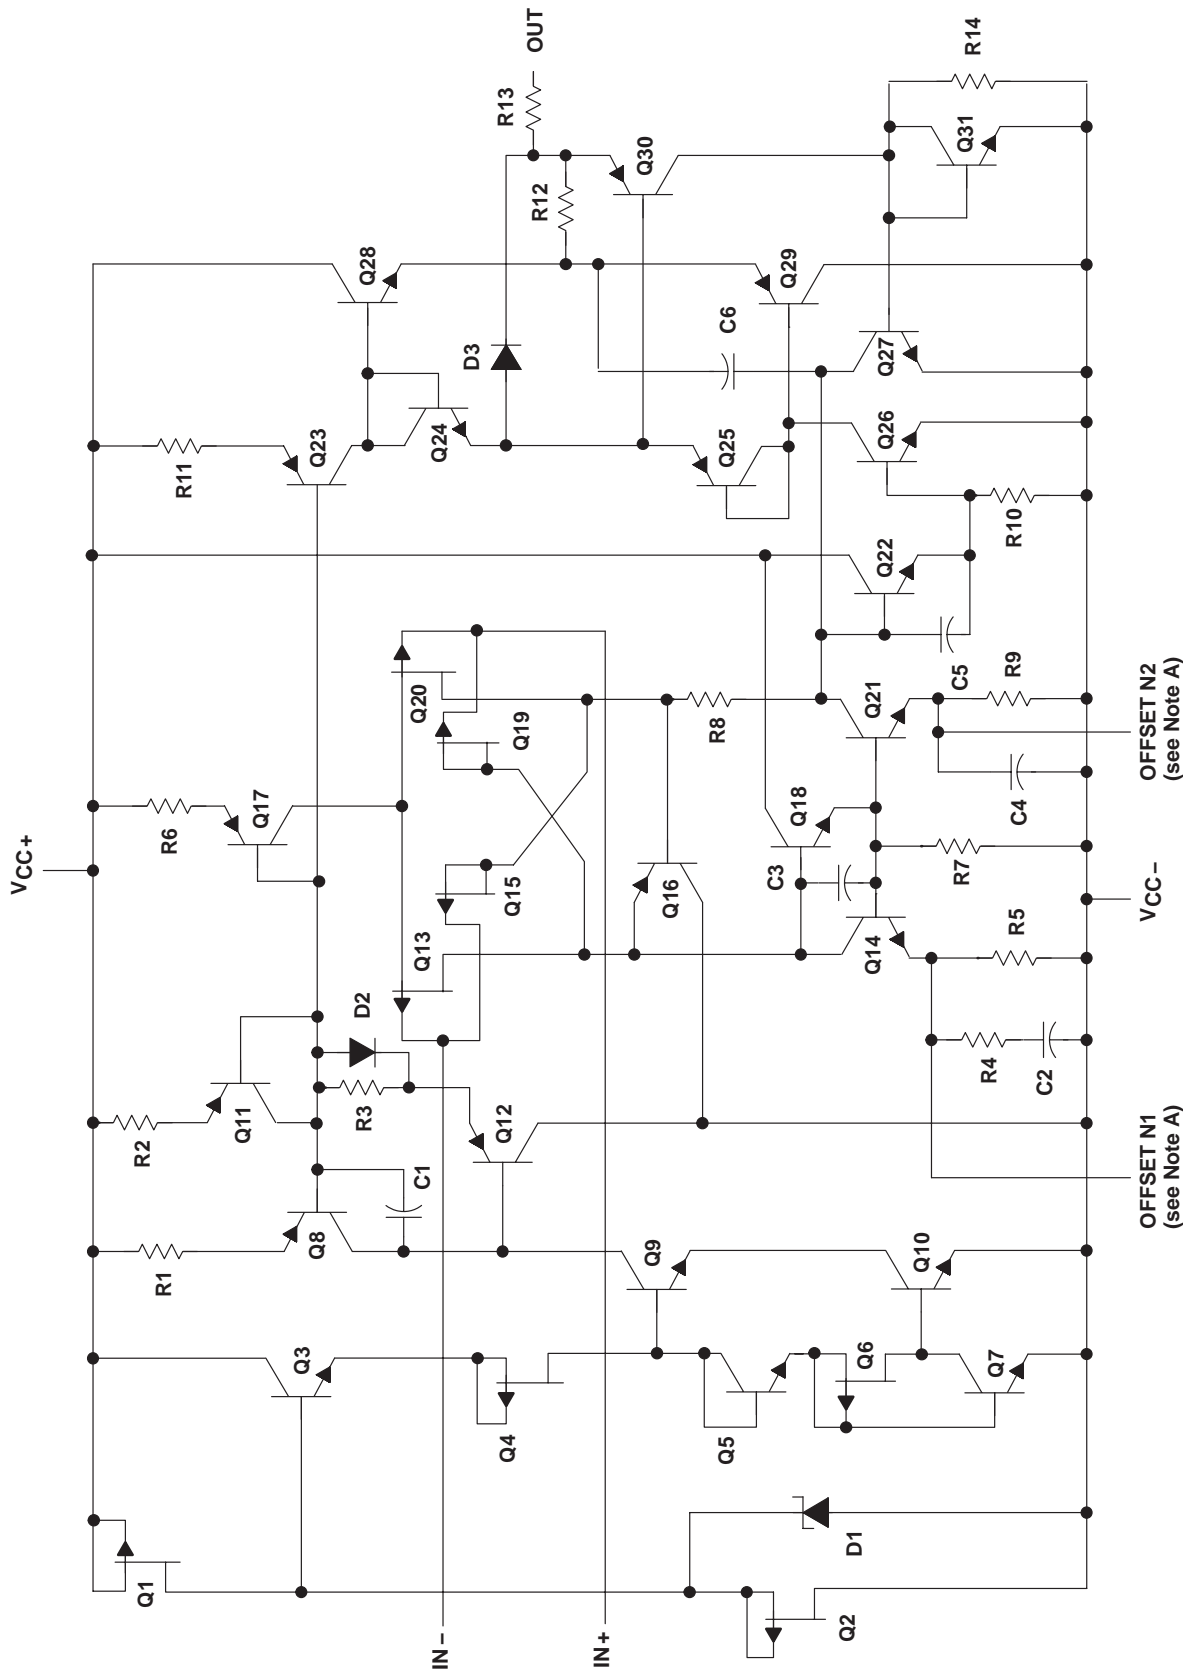 VCC+
R1
R2
R6
R11
Q1
Q3
Q8
Q11
Q17
Q23
Q28
R3
D2
C1
Q12
Q4
Q13
Q15
Q20
Q19
Q24
D3
R12
R13
OUT
IN −
IN +
Q9
Q5
Q6
Q7
Q10
Q16
R8
Q25
Q30
C6
Q29
C3
Q18
Q14
Q21
Q22
Q26
Q27
Q31
R14
D1
Q2
R4
C2
R5
R7
C4
C5
R9
R10
OFFSET N1
(see Note A)
VCC −
OFFSET N2
(see Note A)